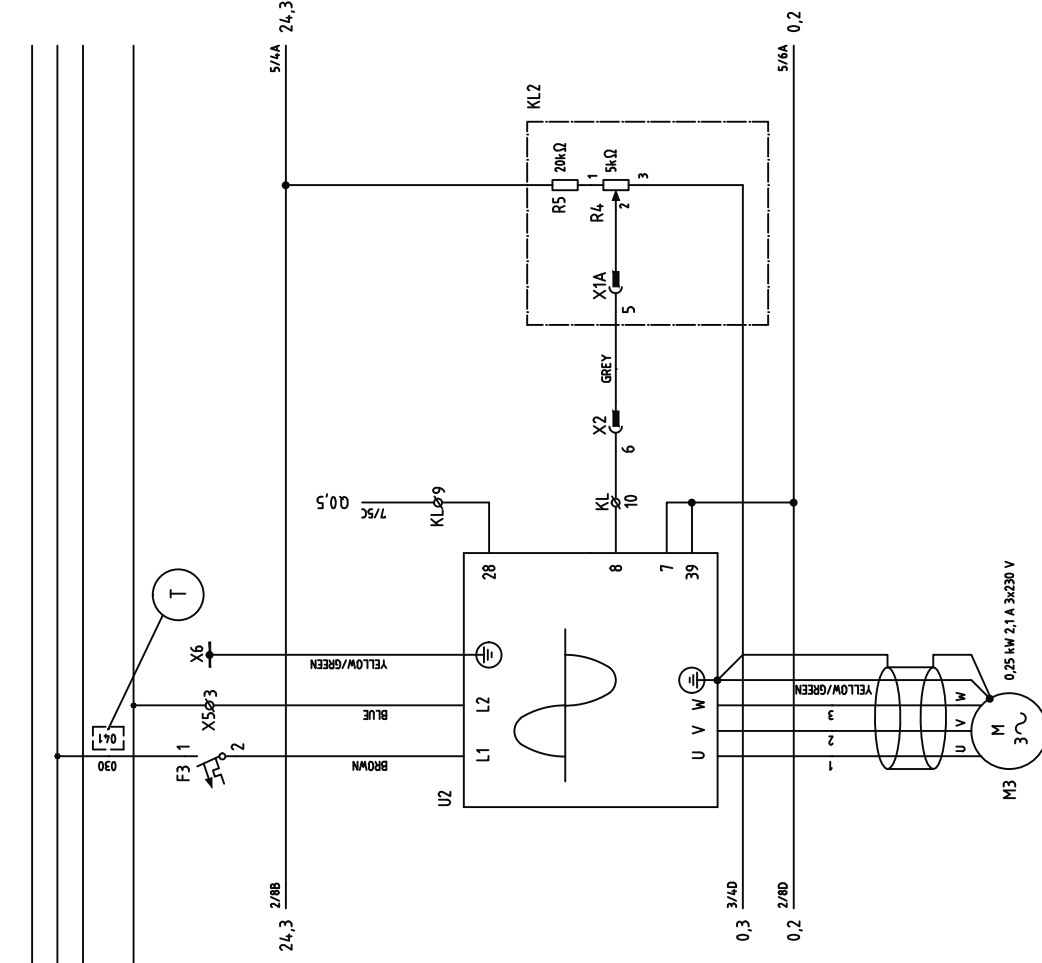 24,3
5/4A
0,2
5/6A
KL2
20kΩ
R5
1
5kΩ
3
R4
2
X1A
5
GREY
X2
6
KL
10
Q0,5
7/5C
KL
9
28
8
7
39
T
X6
YELLOW/GREEN
X5
3
BLUE
L2
041
030
F3
1
2
BROWN
L1
U2
U
V
W
YELLOW/GREEN
3
2
1
W
V
U
M
3~
M3
0,25 kW 2,1 A 3x230 V
2/8B
24,3
3/4D
0,3
2/8D
0,2